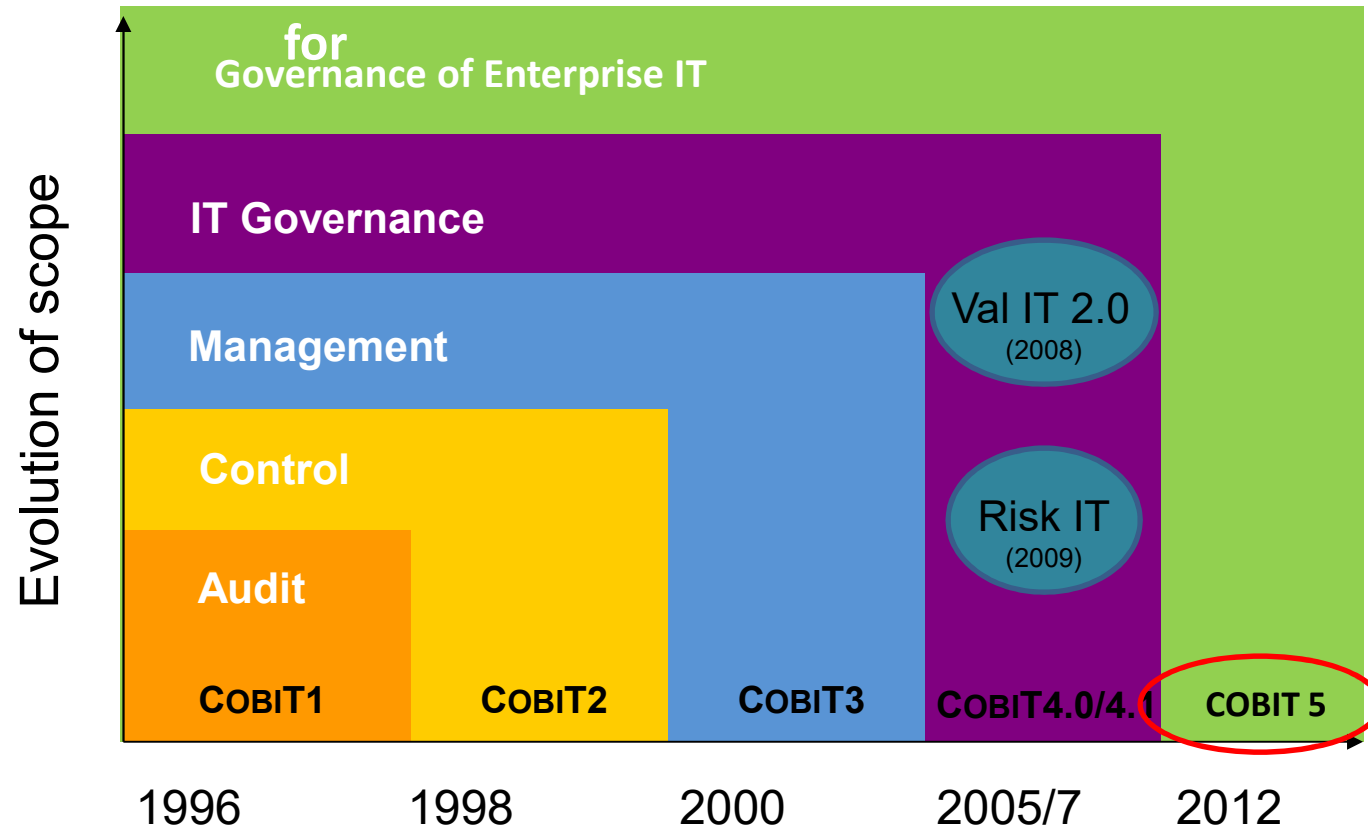 for
Governance of Enterprise IT
IT Governance
Val IT 2.0
(2008)
Management
Control
Risk IT
(2009)
Audit
COBIT1
COBIT2
COBIT3
COBIT4.0/4.1
COBIT 5
1996
1998
2000
2005/7
2012
Evolution of scope